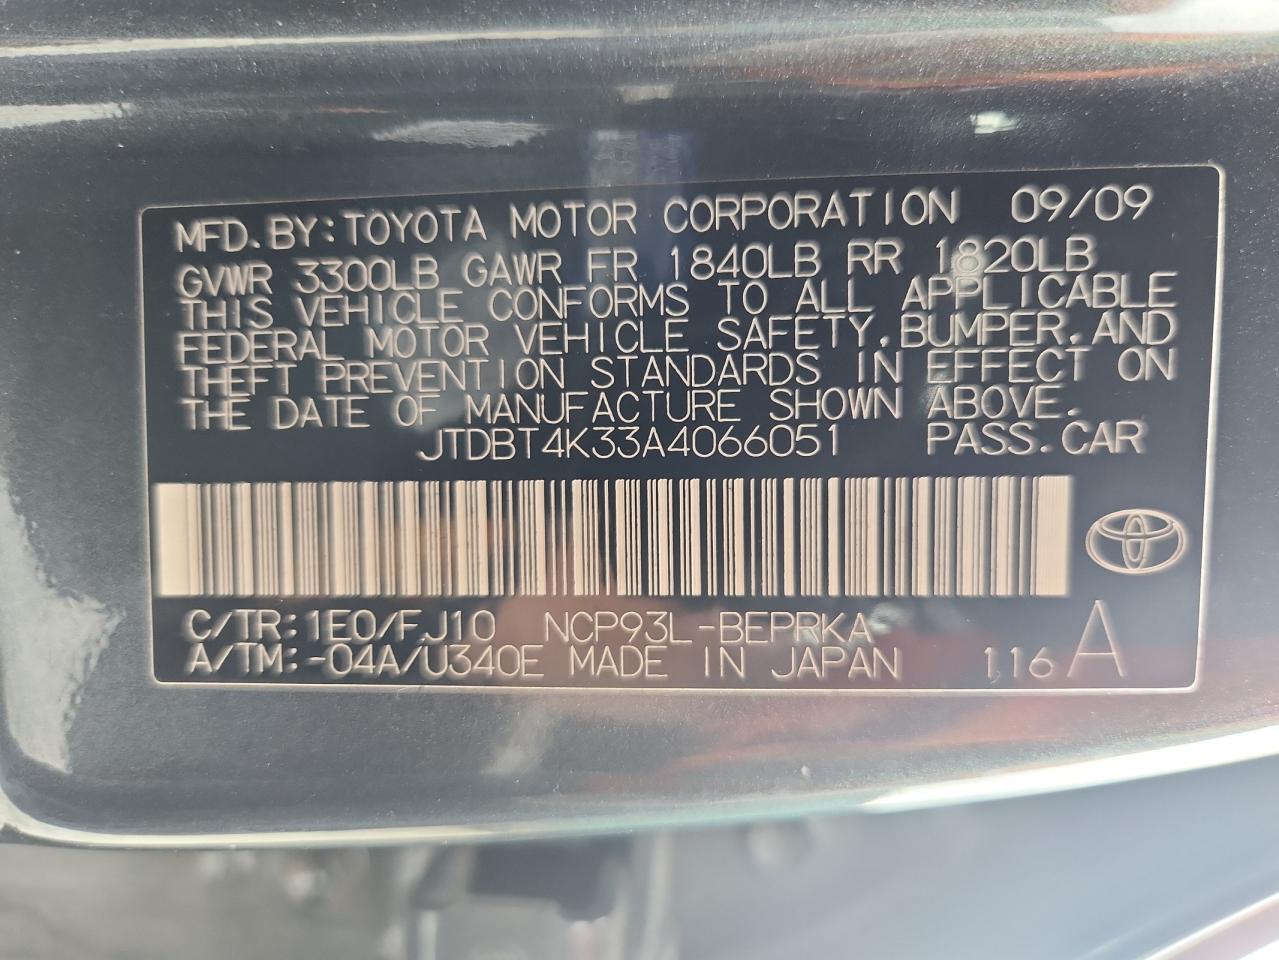 MFD.BY:TOYOTA MOTOR CORPORATION 09/09
GVWR 3300LB GAWR FR 1840LB RR 1820LB
THIS VEHICLE CONFORMS TO ALL APPLICABLE
FEDERAL MOTOR VEHICLE SAFETY,BUMPER,AND
THEFT PREVENTION STANDARDS IN EFFECT ON
THE DATE OF MANUFACTURE SHOWN ABOVE.
JTDBT4K33A4066051 PASS.CAR
C/TR:1E0/FJ10 NCP93L-BEPRKA
A/TM:-04A/U340E MADE IN JAPAN 116 A